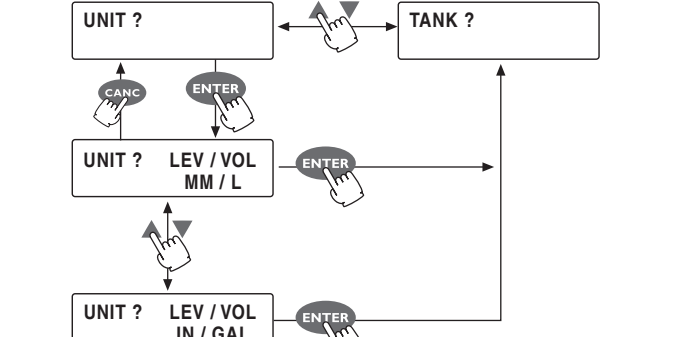 UNIT ?
TANK ?
CANC
ENTER
UNIT ? LEV / VOL
MM / L
ENTER
UNIT ? LEV / VOL
IN / GAL
ENTER